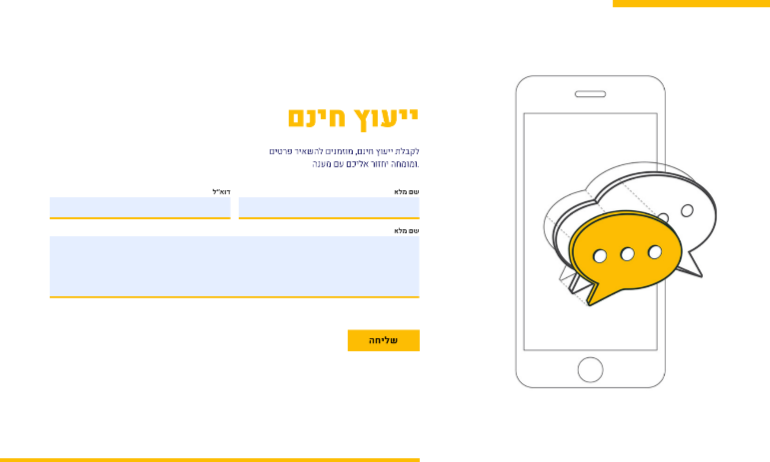 ייעוץ חינם
לקבלת ייעוץ חינם, מוזמנים להשאיר פרטים
.ומומחה יחזור אליכם עם מענה
שם מלא
דוא"ל
שם מלא
שליחה